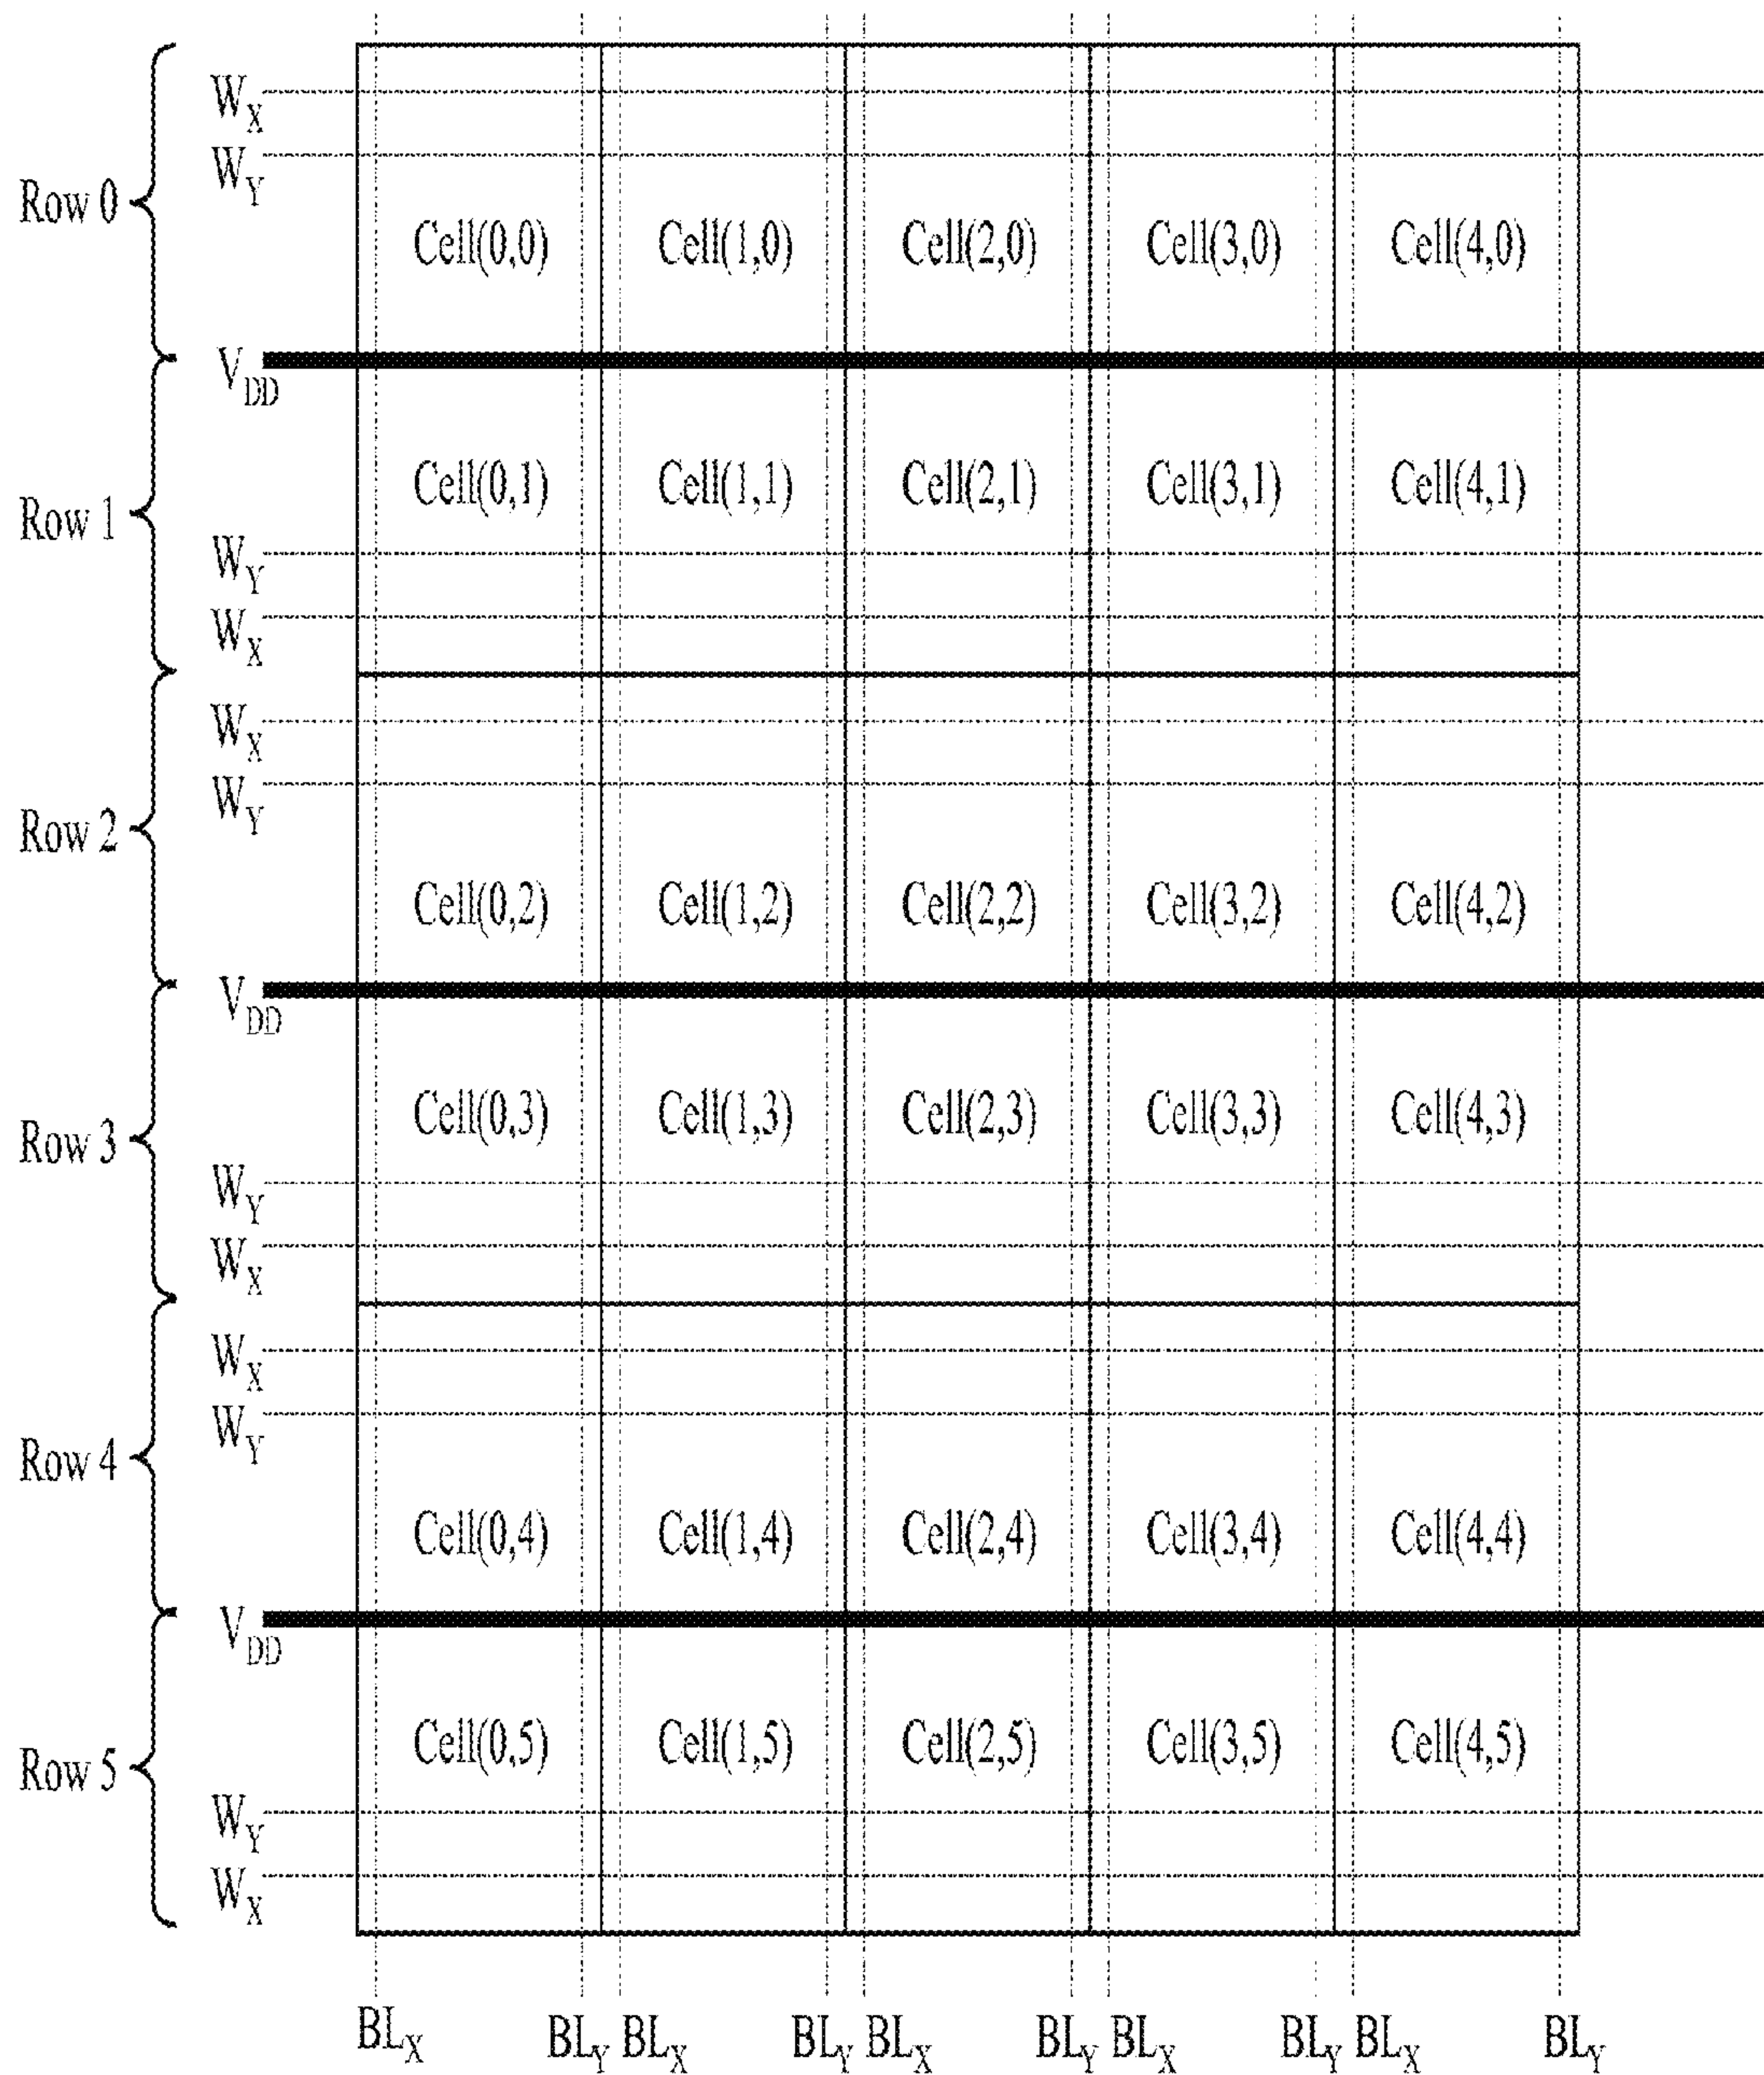 W_X
W_Y
Row 0
Cell(0,0) Cell(1,0) Cell(2,0) Cell(3,0) Cell(4,0)
V_DD
Cell(0,1) Cell(1,1) Cell(2,1) Cell(3,1) Cell(4,1)
Row 1
W_Y
W_X
W_X
W_Y
Row 2
Cell(0,2) Cell(1,2) Cell(2,2) Cell(3,2) Cell(4,2)
V_DD
Cell(0,3) Cell(1,3) Cell(2,3) Cell(3,3) Cell(4,3)
Row 3
W_Y
W_X
W_X
W_Y
Row 4
Cell(0,4) Cell(1,4) Cell(2,4) Cell(3,4) Cell(4,4)
V_DD
Cell(0,5) Cell(1,5) Cell(2,5) Cell(3,5) Cell(4,5)
Row 5
W_Y
W_X
BL_X BL_Y BL_X BL_Y BL_X BL_Y BL_X BL_Y BL_X BL_Y